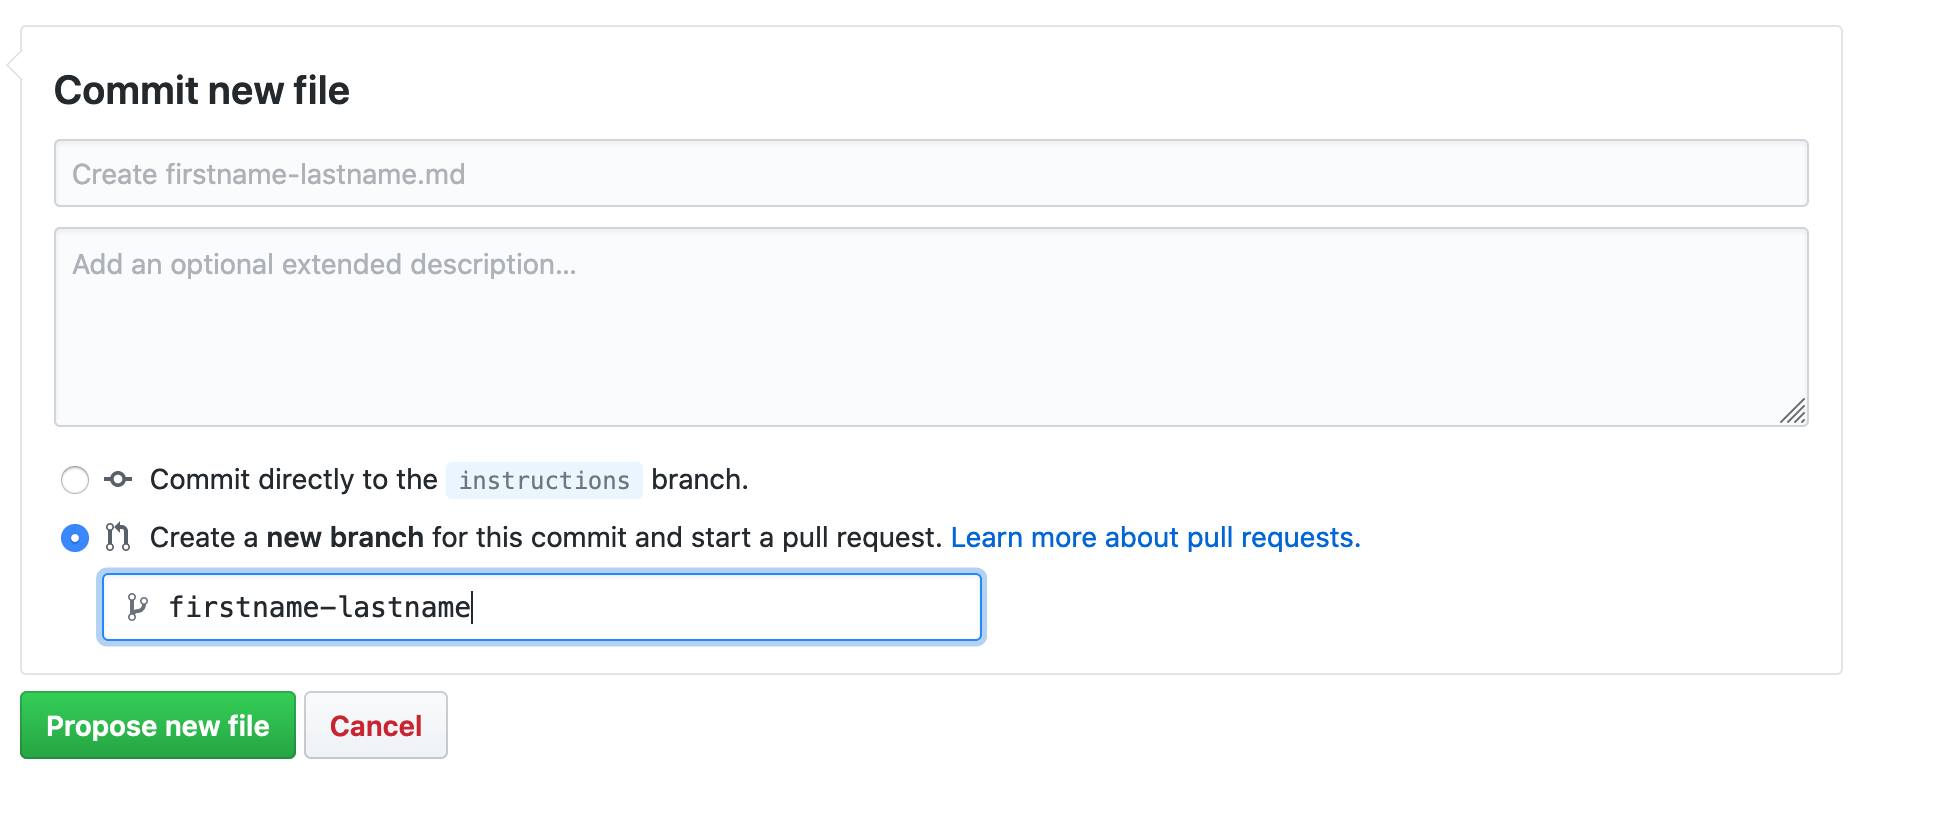 Commit new file
Create firstname-lastname.md
Add an optional extended description...
Commit directly to the instructions branch.
Create a new branch for this commit and start a pull request. Learn more about pull requests.
firstname-lastname
Propose new file Cancel